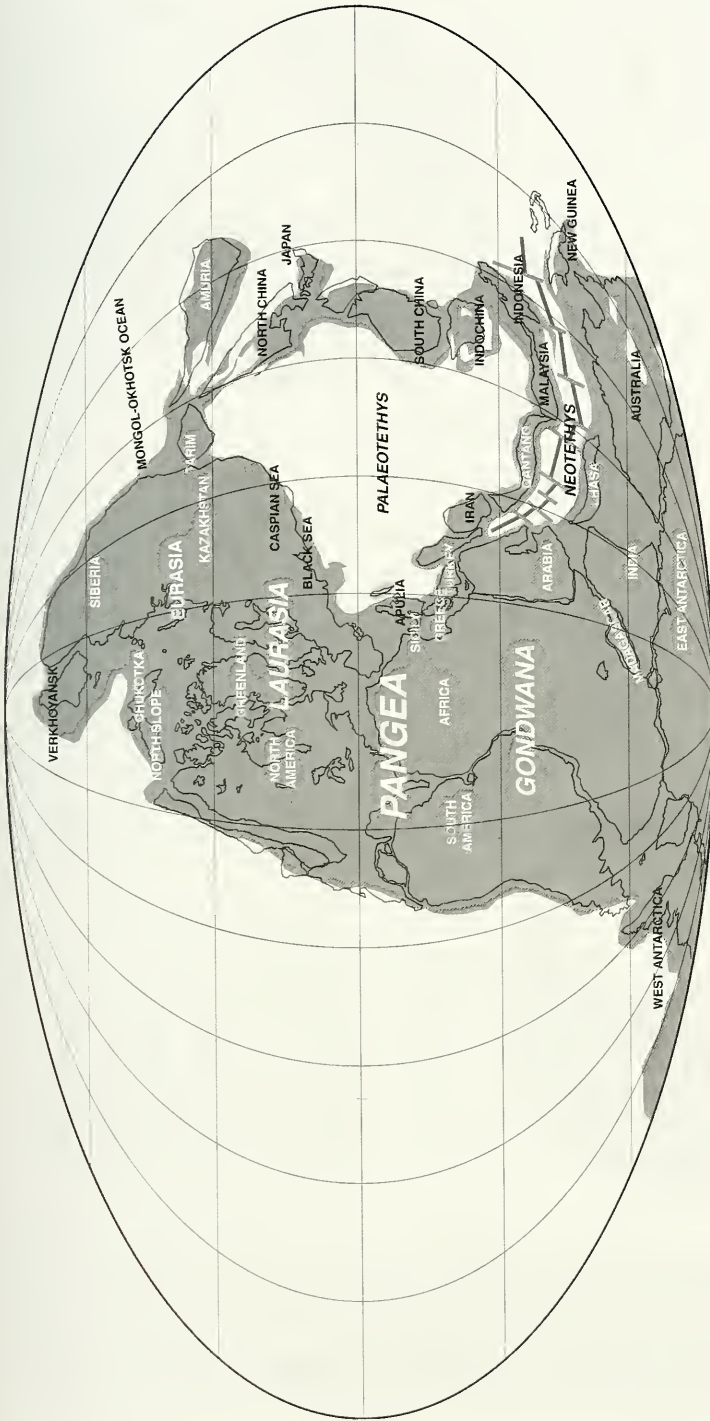 VERKHOYANSK
MONGOL-OKHOTSK OCEAN
SIBERIA
AMURIA
CHUKOTKA
NORTH SLOPE
EURASIA
TARIM
KAZAKHSTAN
NORTH CHINA
JAPAN
GREENLAND
LAURASIA
CASPIAN SEA
BLACK SEA
NORTH
AMERICA
PALAEOTETHYS
SOUTH CHINA
PANGEA
APULIA
SICILY
GREECE
TURKEY
IRAN
INDOCHINA
AFRICA
SOUTH
AMERICA
GONDWANA
QANTANG
MALAYSIA
INDONESIA
NEOTETHYS
LHASA
ARABIA
NEW GUINEA
MADAGASCAR
INDIA
AUSTRALIA
WEST ANTARCTICA
EAST ANTARCTICA